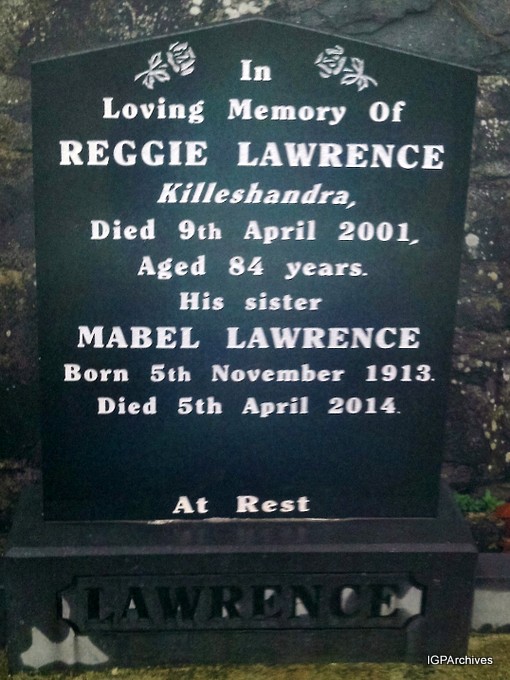 In
Loving Memory Of
REGGIE LAWRENCE
Killeshandra,
Died 9th April 2001,
Aged 84 years.
His sister
MABEL LAWRENCE
Born 5th November 1913.
Died 5th April 2014.
At Rest
LAWRENCE
IGPArchives